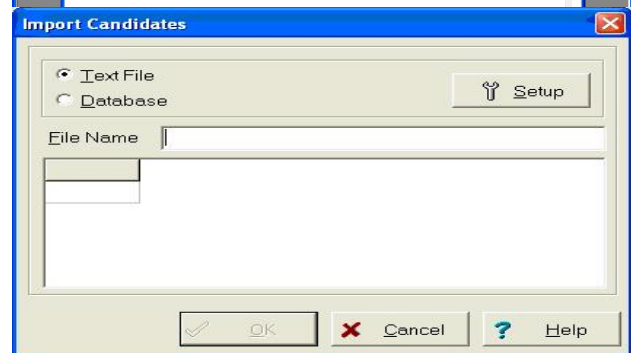 Import Candidates
Text File
Database
Setup
File Name
OK
Cancel
Help